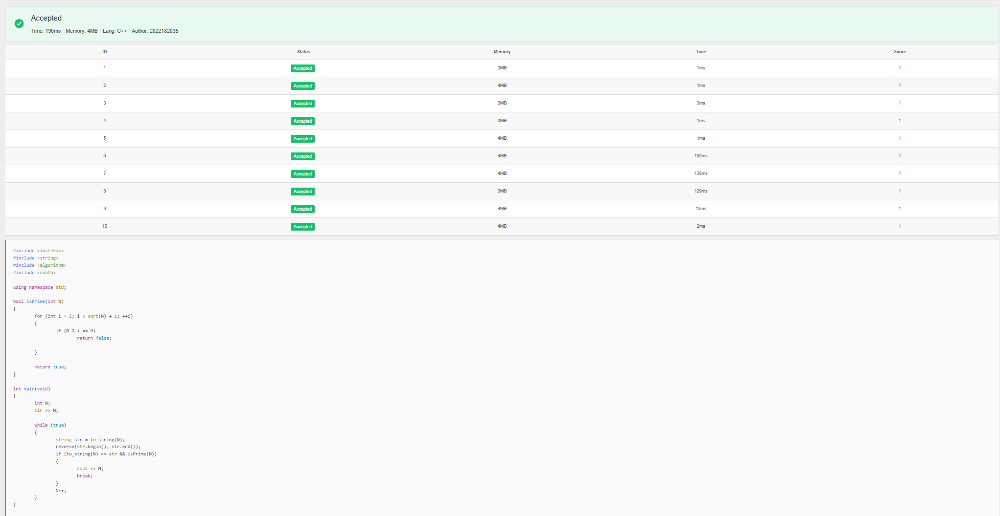 Accepted
Time: 190ms Memory: 4MB Lang: C++ Author: 2022182035
ID Status Memory Time Score
1 Accepted 3MB 1ms 1
2 Accepted 4MB 1ms 1
3 Accepted 3MB 3ms 1
4 Accepted 3MB 1ms 1
5 Accepted 4MB 1ms 1
6 Accepted 4MB 190ms 1
7 Accepted 4MB 138ms 1
8 Accepted 3MB 129ms 1
9 Accepted 4MB 13ms 1
10 Accepted 4MB 2ms 1
#include <iostream>
#include <string>
#include <algorithm>
#include <cmath>
using namespace std;
bool isPrime(int N)
{
for (int i = 2; i < sqrt(N) + 1; ++i)
{
if (N % i == 0)
return false;
}
return true;
}
int main(void)
{
int N;
cin >> N;
while (true)
{
string str = to_string(N);
reverse(str.begin(), str.end());
if (to_string(N) == str && isPrime(N))
{
cout << N;
break;
}
N++;
}
}